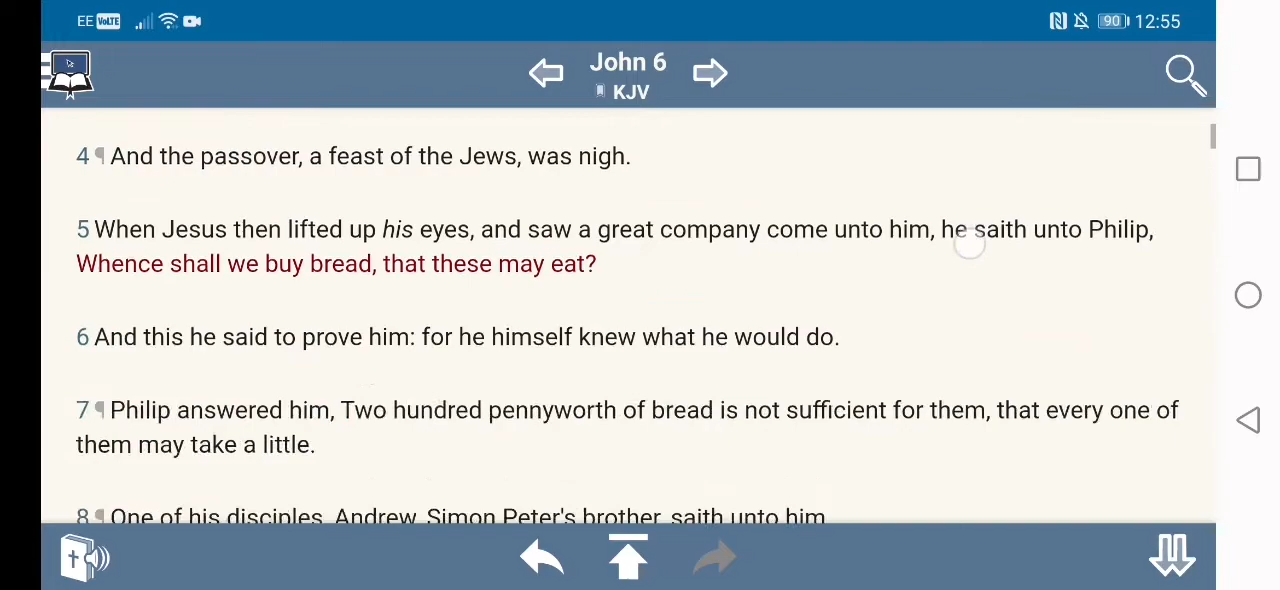 EE VoLTE 90 12:55
John 6
KJV
4 ¶ And the passover, a feast of the Jews, was nigh.
5 When Jesus then lifted up his eyes, and saw a great company come unto him, he saith unto Philip,
Whence shall we buy bread, that these may eat?
6 And this he said to prove him: for he himself knew what he would do.
7 ¶ Philip answered him, Two hundred pennyworth of bread is not sufficient for them, that every one of
them may take a little.
8 ¶ One of his disciples, Andrew, Simon Peter's brother, saith unto him,